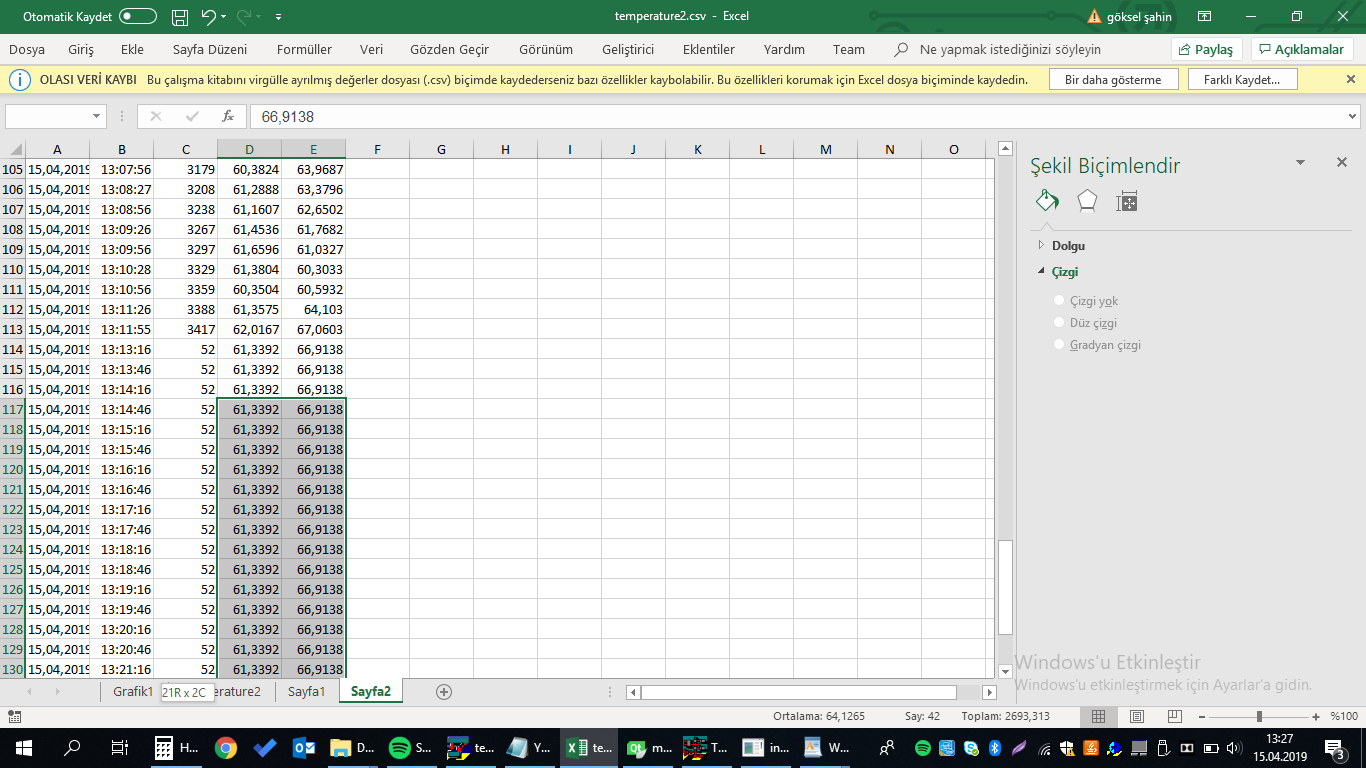 Otomatik Kaydet temperature2.csv - Excel göksel şahin
Dosya Giriş Ekle Sayfa Düzeni Formüller Veri Gözden Geçir Görünüm Geliştirici Eklentiler Yardım Team Ne yapmak istediğinizi söyleyin Paylaş Açıklamalar
OLASI VERİ KAYBI Bu çalışma kitabını virgülle ayrılmış değerler dosyası (.csv) biçimde kaydederseniz bazı özellikler kaybolabilir. Bu özellikleri korumak için Excel dosya biçiminde kaydedin. Bir daha gösterme Farklı Kaydet...
fx 66,9138
A B C D E F G H I J K L M N O
105 15,04,2019 13:07:56 3179 60,3824 63,9687
106 15,04,2019 13:08:27 3208 61,2888 63,3796
107 15,04,2019 13:08:56 3238 61,1607 62,6502
108 15,04,2019 13:09:26 3267 61,4536 61,7682
109 15,04,2019 13:09:56 3297 61,6596 61,0327
110 15,04,2019 13:10:28 3329 61,3804 60,3033
111 15,04,2019 13:10:56 3359 60,3504 60,5932
112 15,04,2019 13:11:26 3388 61,3575 64,103
113 15,04,2019 13:11:55 3417 62,0167 67,0603
114 15,04,2019 13:13:16 52 61,3392 66,9138
115 15,04,2019 13:13:46 52 61,3392 66,9138
116 15,04,2019 13:14:16 52 61,3392 66,9138
117 15,04,2019 13:14:46 52 61,3392 66,9138
118 15,04,2019 13:15:16 52 61,3392 66,9138
119 15,04,2019 13:15:46 52 61,3392 66,9138
120 15,04,2019 13:16:16 52 61,3392 66,9138
121 15,04,2019 13:16:46 52 61,3392 66,9138
122 15,04,2019 13:17:16 52 61,3392 66,9138
123 15,04,2019 13:17:46 52 61,3392 66,9138
124 15,04,2019 13:18:16 52 61,3392 66,9138
125 15,04,2019 13:18:46 52 61,3392 66,9138
126 15,04,2019 13:19:16 52 61,3392 66,9138
127 15,04,2019 13:19:46 52 61,3392 66,9138
128 15,04,2019 13:20:16 52 61,3392 66,9138
129 15,04,2019 13:20:46 52 61,3392 66,9138
130 15,04,2019 13:21:16 52 61,3392 66,9138
Şekil Biçimlendir
Dolgu
Çizgi
Çizgi yok
Düz çizgi
Gradyan çizgi
Windows'u Etkinleştir
Windows'u etkinleştirmek için Ayarlar'a gidin.
Grafik1 21R x 2C erature2 Sayfa1 Sayfa2
Ortalama: 64,1265 Say: 42 Toplam: 2693,313 %100
H... D... S... te... Y... te... m... T... in... W...
13:27
15.04.2019
3